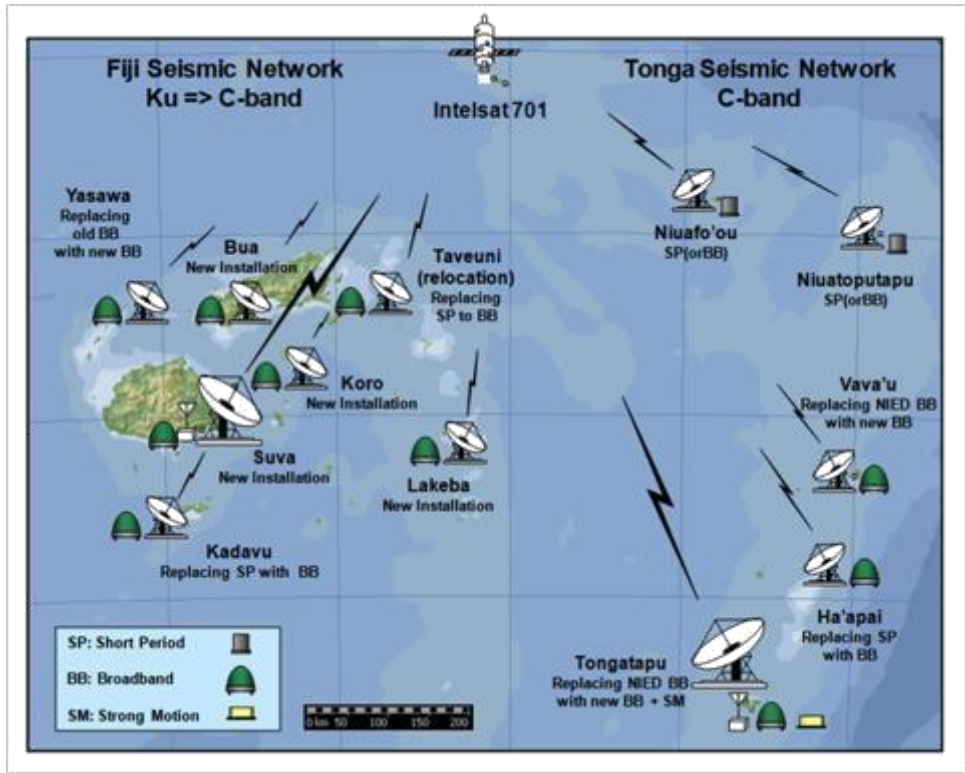 Fiji Seismic Network
Ku => C-band
Intelsat 701
Tonga Seismic Network
C-band
Yasawa
Replacing
old BB
with new BB
Bua
New Installation
Taveuni
(relocation)
Replacing
SP to BB
Niuafo'ou
SP(orBB)
Niuatoputapu
SP(orBB)
Koro
New Installation
Vava'u
Replacing NIED BB
with new BB
Suva
New Installation
Lakeba
New Installation
Kadavu
Replacing SP with BB
Ha'apai
Replacing SP
with BB
Tongatapu
Replacing NIED BB
with new BB + SM
SP: Short Period
BB: Broadband
SM: Strong Motion
0 km 50 100 150 200